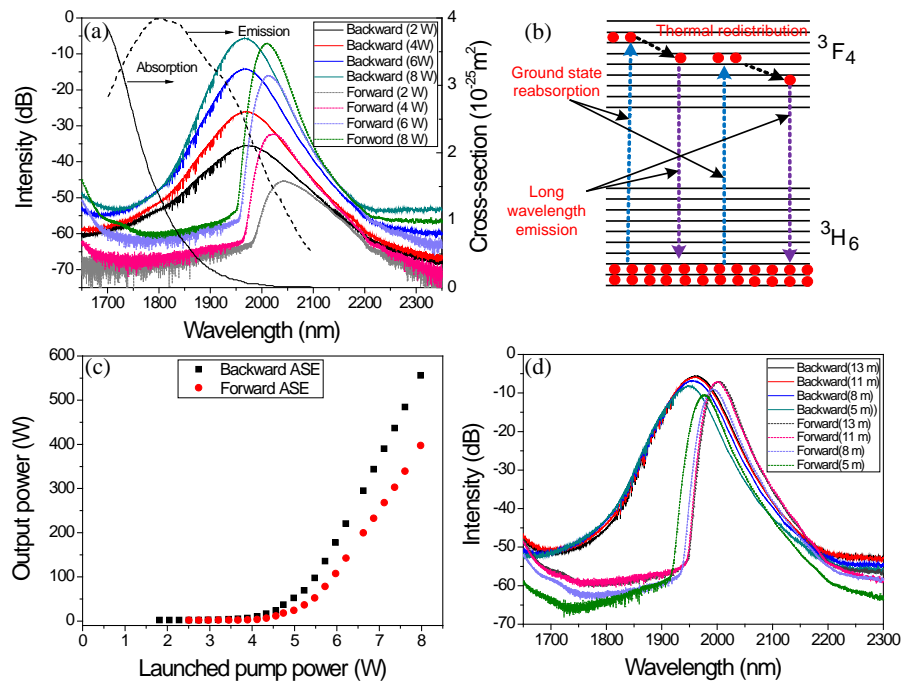 (a)
Emission
Absorption
Backward (2 W)
Backward (4W)
Backward (6W)
Backward (8 W)
Forward (2 W)
Forward (4 W)
Forward (6 W)
Forword (8 W)
0
-10
-20
-30
-40
-50
-60
-70
Intensity (dB)
4
3
2
1
0
Cross-section (10⁻²⁵m²)
1700 1800 1900 2000 2100 2200 2300
Wavelength (nm)
(b)
Thermal redistribution
³F₄
Ground state
reabsorption
Long
wavelength
emission
³H₆
(c)
Backward ASE
Forward ASE
600
500
400
300
200
100
0
Output power (W)
0 1 2 3 4 5 6 7 8 9
Launched pump power (W)
(d)
Backward(13 m)
Backward(11 m)
Backward(8 m)
Backward(5 m))
Forward(13 m)
Forward(11 m)
Forward(8 m)
Forward(5 m)
0
-10
-20
-30
-40
-50
-60
-70
Intensity (dB)
1700 1800 1900 2000 2100 2200 2300
Wavelength (nm)